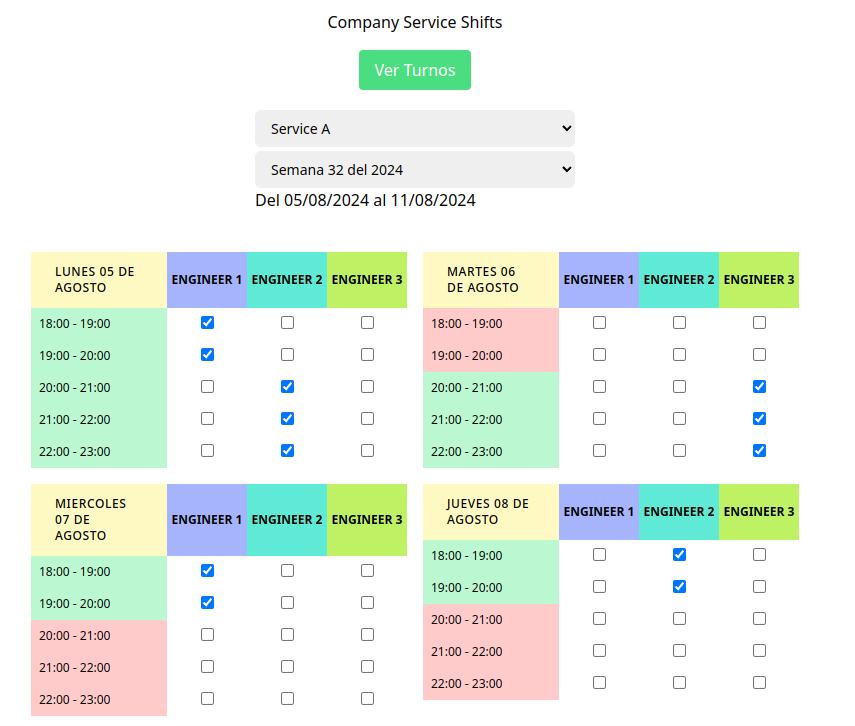 Company Service Shifts
Ver Turnos
Service A
Semana 32 del 2024
Del 05/08/2024 al 11/08/2024
LUNES 05 DE
AGOSTO
ENGINEER 1 ENGINEER 2 ENGINEER 3
18:00 - 19:00
19:00 - 20:00
20:00 - 21:00
21:00 - 22:00
22:00 - 23:00
MARTES 06
DE AGOSTO
ENGINEER 1 ENGINEER 2 ENGINEER 3
18:00 - 19:00
19:00 - 20:00
20:00 - 21:00
21:00 - 22:00
22:00 - 23:00
MIERCOLES
07 DE
AGOSTO
ENGINEER 1 ENGINEER 2 ENGINEER 3
18:00 - 19:00
19:00 - 20:00
20:00 - 21:00
21:00 - 22:00
22:00 - 23:00
JUEVES 08 DE
AGOSTO
ENGINEER 1 ENGINEER 2 ENGINEER 3
18:00 - 19:00
19:00 - 20:00
20:00 - 21:00
21:00 - 22:00
22:00 - 23:00